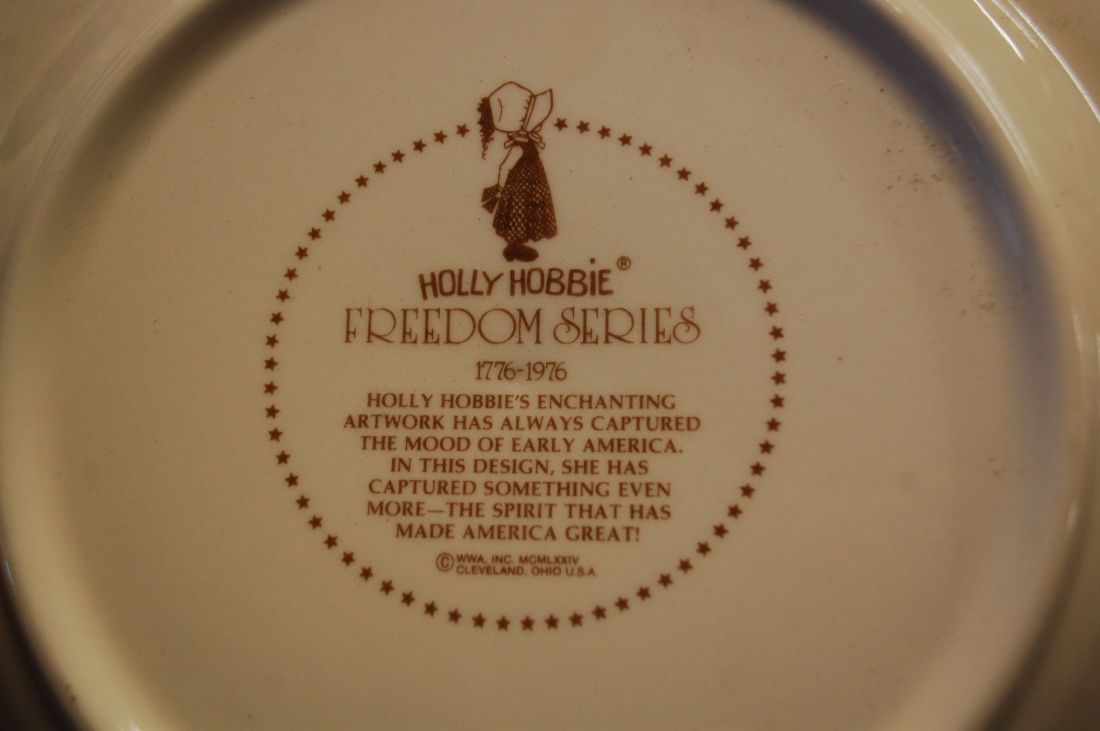 HOLLY HOBBiE ®
FREEDOM SERIES
1776-1976
HOLLY HOBBIE'S ENCHANTING
ARTWORK HAS ALWAYS CAPTURED
THE MOOD OF EARLY AMERICA.
IN THIS DESIGN, SHE HAS
CAPTURED SOMETHING EVEN
MORE—THE SPIRIT THAT HAS
MADE AMERICA GREAT!
© WWA, INC. MCMLXXIV
CLEVELAND, OHIO U.S.A.